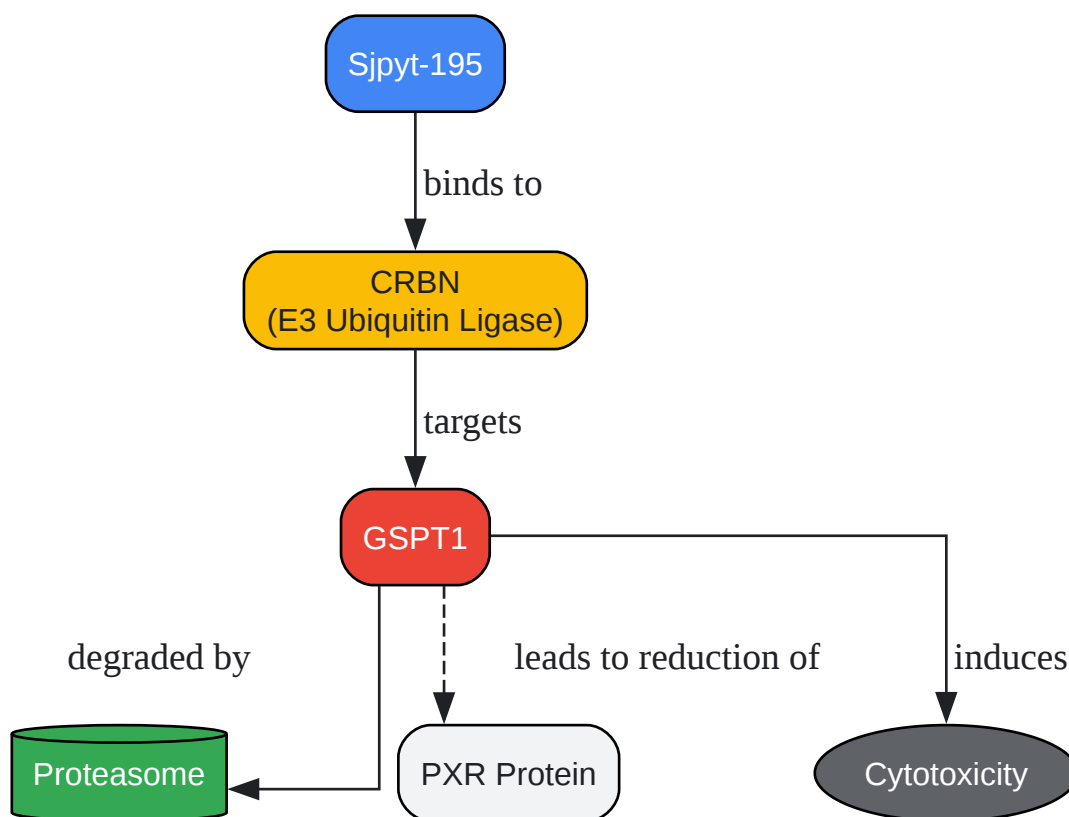 Sjpyt-195
binds to
CRBN
(E3 Ubiquitin Ligase)
targets
GSPT1
degraded by
leads to reduction of
induces
Proteasome
PXR Protein
Cytotoxicity